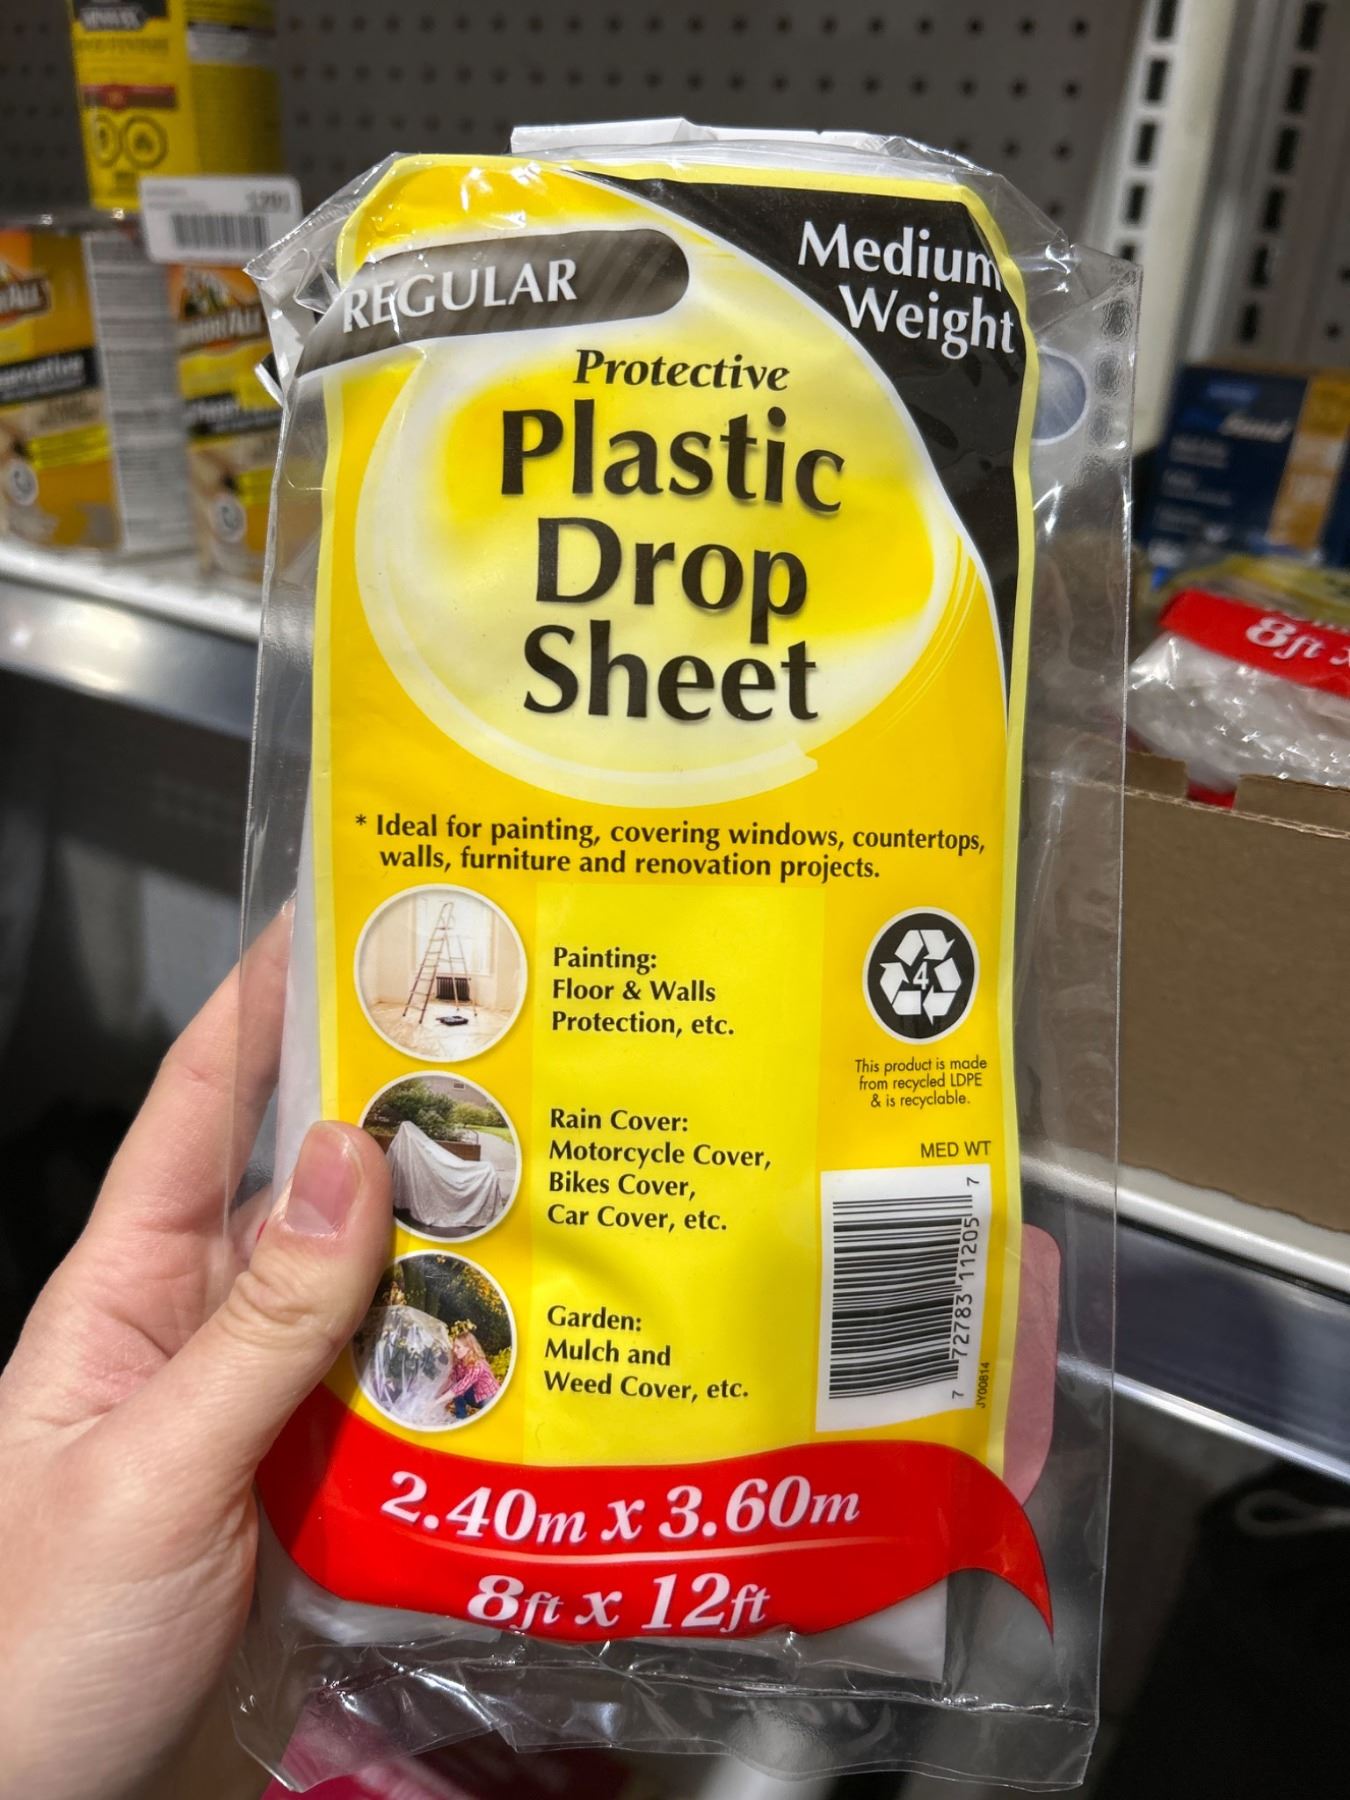 REGULAR
Medium
Weight
Protective
Plastic
Drop
Sheet
* Ideal for painting, covering windows, countertops,
walls, furniture and renovation projects.
Painting:
Floor & Walls
Protection, etc.
4
This product is made
from recycled LDPE
& is recyclable.
Rain Cover:
Motorcycle Cover,
Bikes Cover,
Car Cover, etc.
MED WT
7 72783 11205 7
JY00814
Garden:
Mulch and
Weed Cover, etc.
2.40m x 3.60m
8ft x 12ft
8ft x